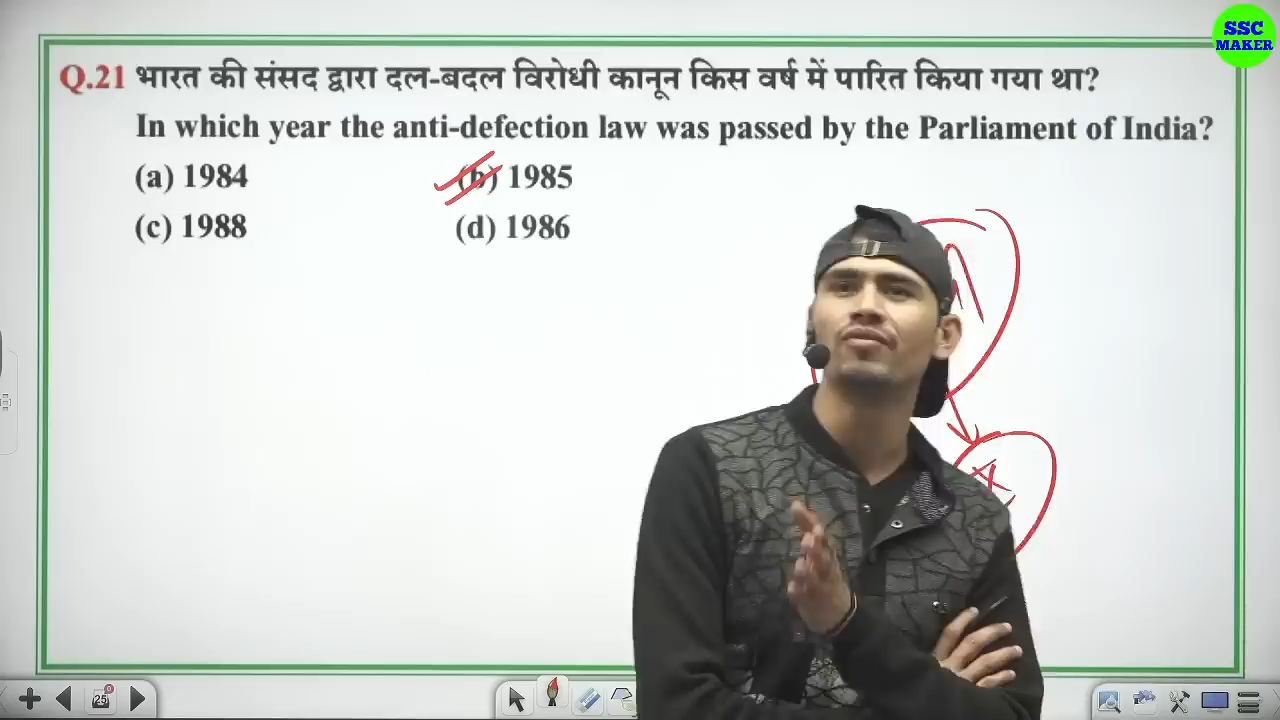 SSC
MAKER
Q.21 भारत की संसद द्वारा दल-बदल विरोधी कानून किस वर्ष में पारित किया गया था?
In which year the anti-defection law was passed by the Parliament of India?
(a) 1984 (b) 1985
(c) 1988 (d) 1986
25